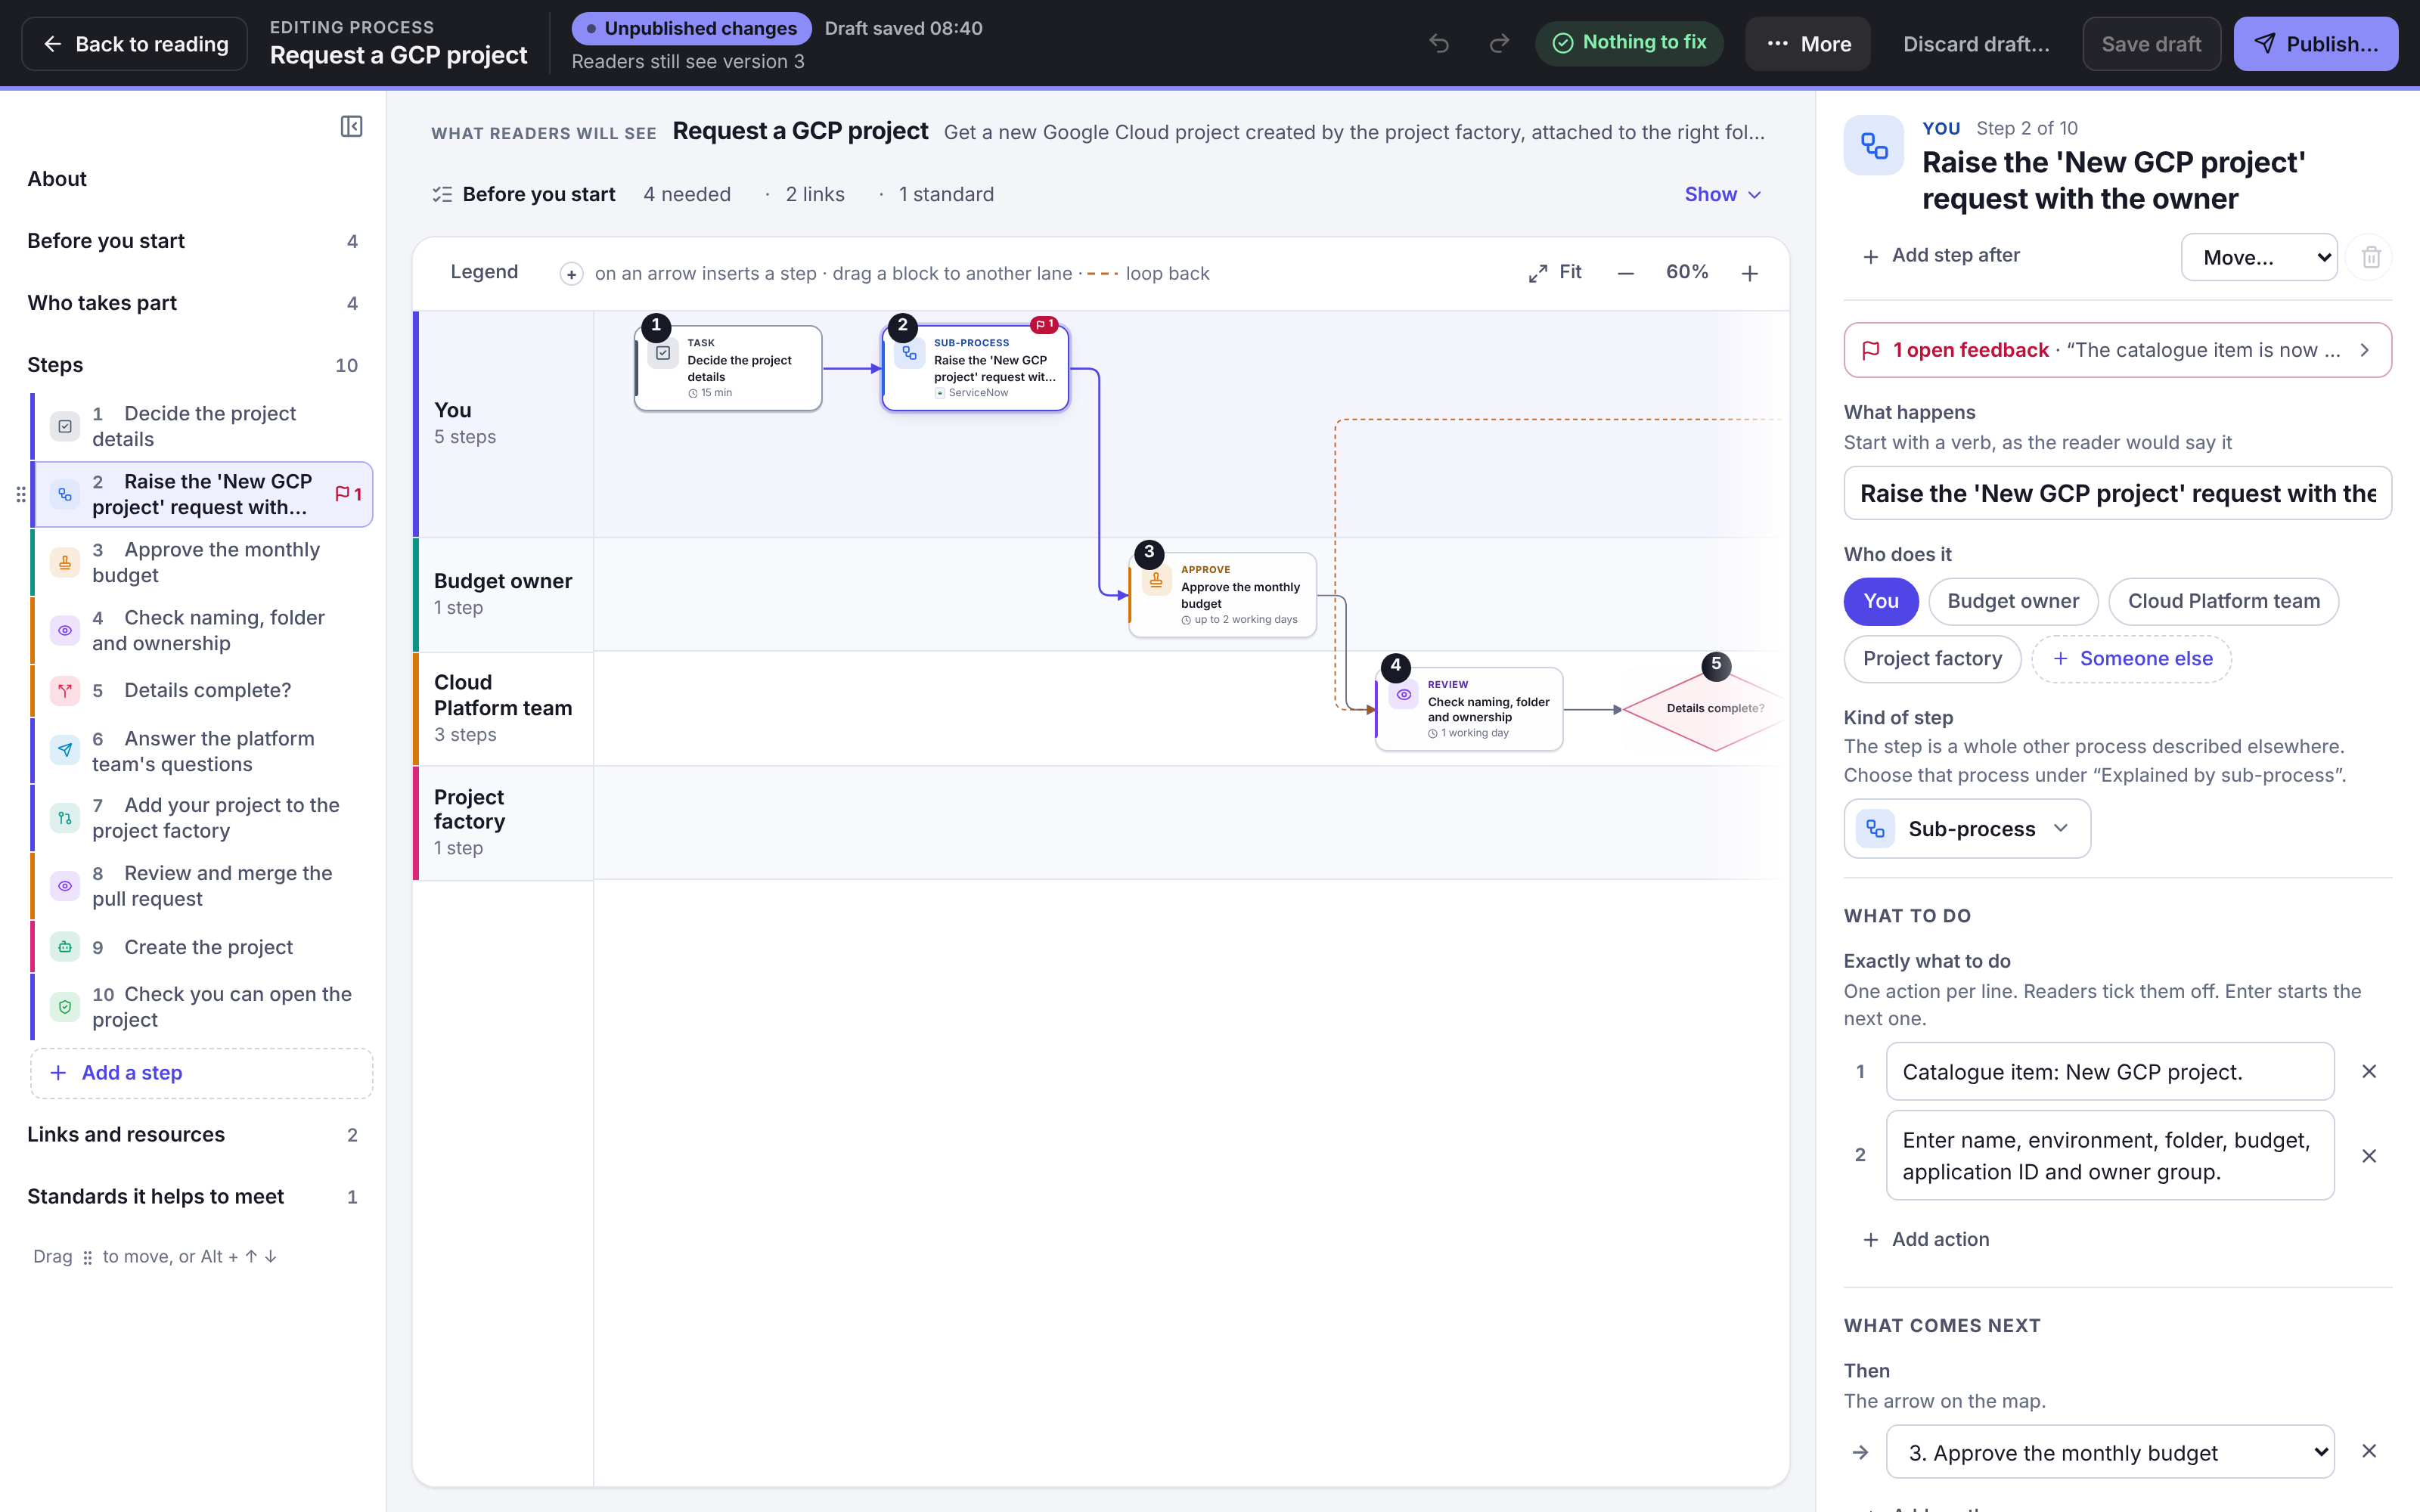 Back to reading
EDITING PROCESS
Request a GCP project
Unpublished changes
Draft saved 08:40
Readers still see version 3
Nothing to fix
More
Discard draft...
Save draft
Publish...
About
Before you start 4
Who takes part 4
Steps 10
1 Decide the project
details
2 Raise the 'New GCP
project' request with...
1
3 Approve the monthly
budget
4 Check naming, folder
and ownership
5 Details complete?
6 Answer the platform
team's questions
7 Add your project to the
project factory
8 Review and merge the
pull request
9 Create the project
10 Check you can open the
project
+ Add a step
Links and resources 2
Standards it helps to meet 1
Drag to move, or Alt + ↑ ↓
WHAT READERS WILL SEE Request a GCP project Get a new Google Cloud project created by the project factory, attached to the right fol...
Before you start 4 needed · 2 links · 1 standard
Show
Legend + on an arrow inserts a step · drag a block to another lane · loop back
Fit − 60% +
You
5 steps
1
TASK
Decide the project
details
15 min
2
1
SUB-PROCESS
Raise the 'New GCP
project' request wit...
ServiceNow
Budget owner
1 step
3
APPROVE
Approve the monthly
budget
up to 2 working days
Cloud
Platform team
3 steps
4
REVIEW
Check naming, folder
and ownership
1 working day
5
Details complete?
Project
factory
1 step
YOU Step 2 of 10
Raise the 'New GCP project'
request with the owner
+ Add step after
Move...
1 open feedback · “The catalogue item is now ...
What happens
Start with a verb, as the reader would say it
Raise the 'New GCP project' request with the
Who does it
You
Budget owner
Cloud Platform team
Project factory
+ Someone else
Kind of step
The step is a whole other process described elsewhere.
Choose that process under “Explained by sub-process”.
Sub-process
WHAT TO DO
Exactly what to do
One action per line. Readers tick them off. Enter starts the
next one.
1 Catalogue item: New GCP project.
2 Enter name, environment, folder, budget,
application ID and owner group.
+ Add action
WHAT COMES NEXT
Then
The arrow on the map.
→ 3. Approve the monthly budget